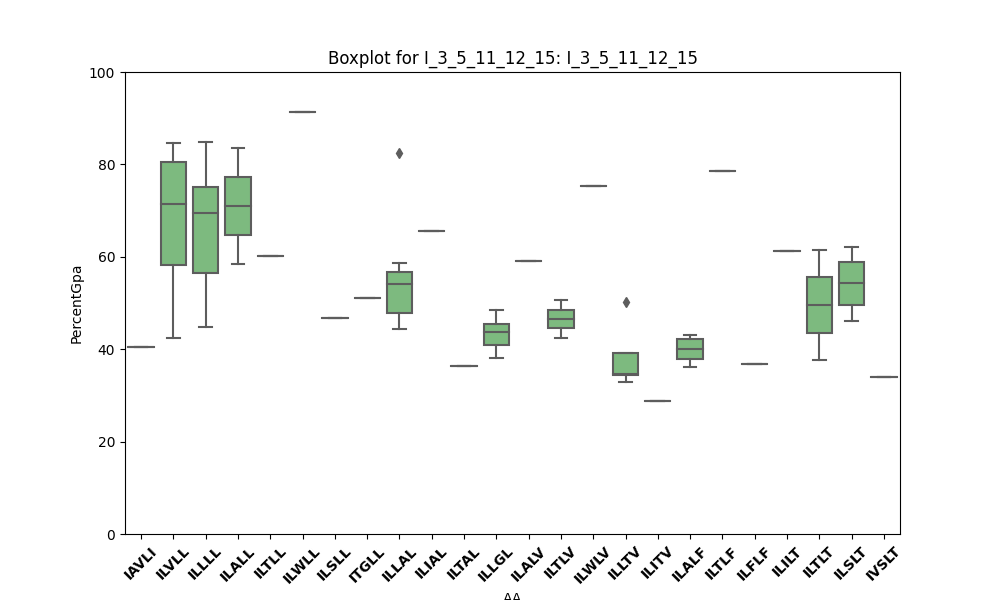 Boxplot for I_3_5_11_12_15: I_3_5_11_12_15
100
80
60
40
20
0
PercentGpa
IAVLI
ILVLL
ILLLL
ILALL
ILTLL
ILWLL
ILSLL
ITGLL
ILLAL
ILIAL
ILTAL
ILLGL
ILALV
ILTLV
ILWLV
ILLTV
ILITV
ILALF
ILTLF
ILFLF
ILILT
ILTLT
ILSLT
IVSLT
AA